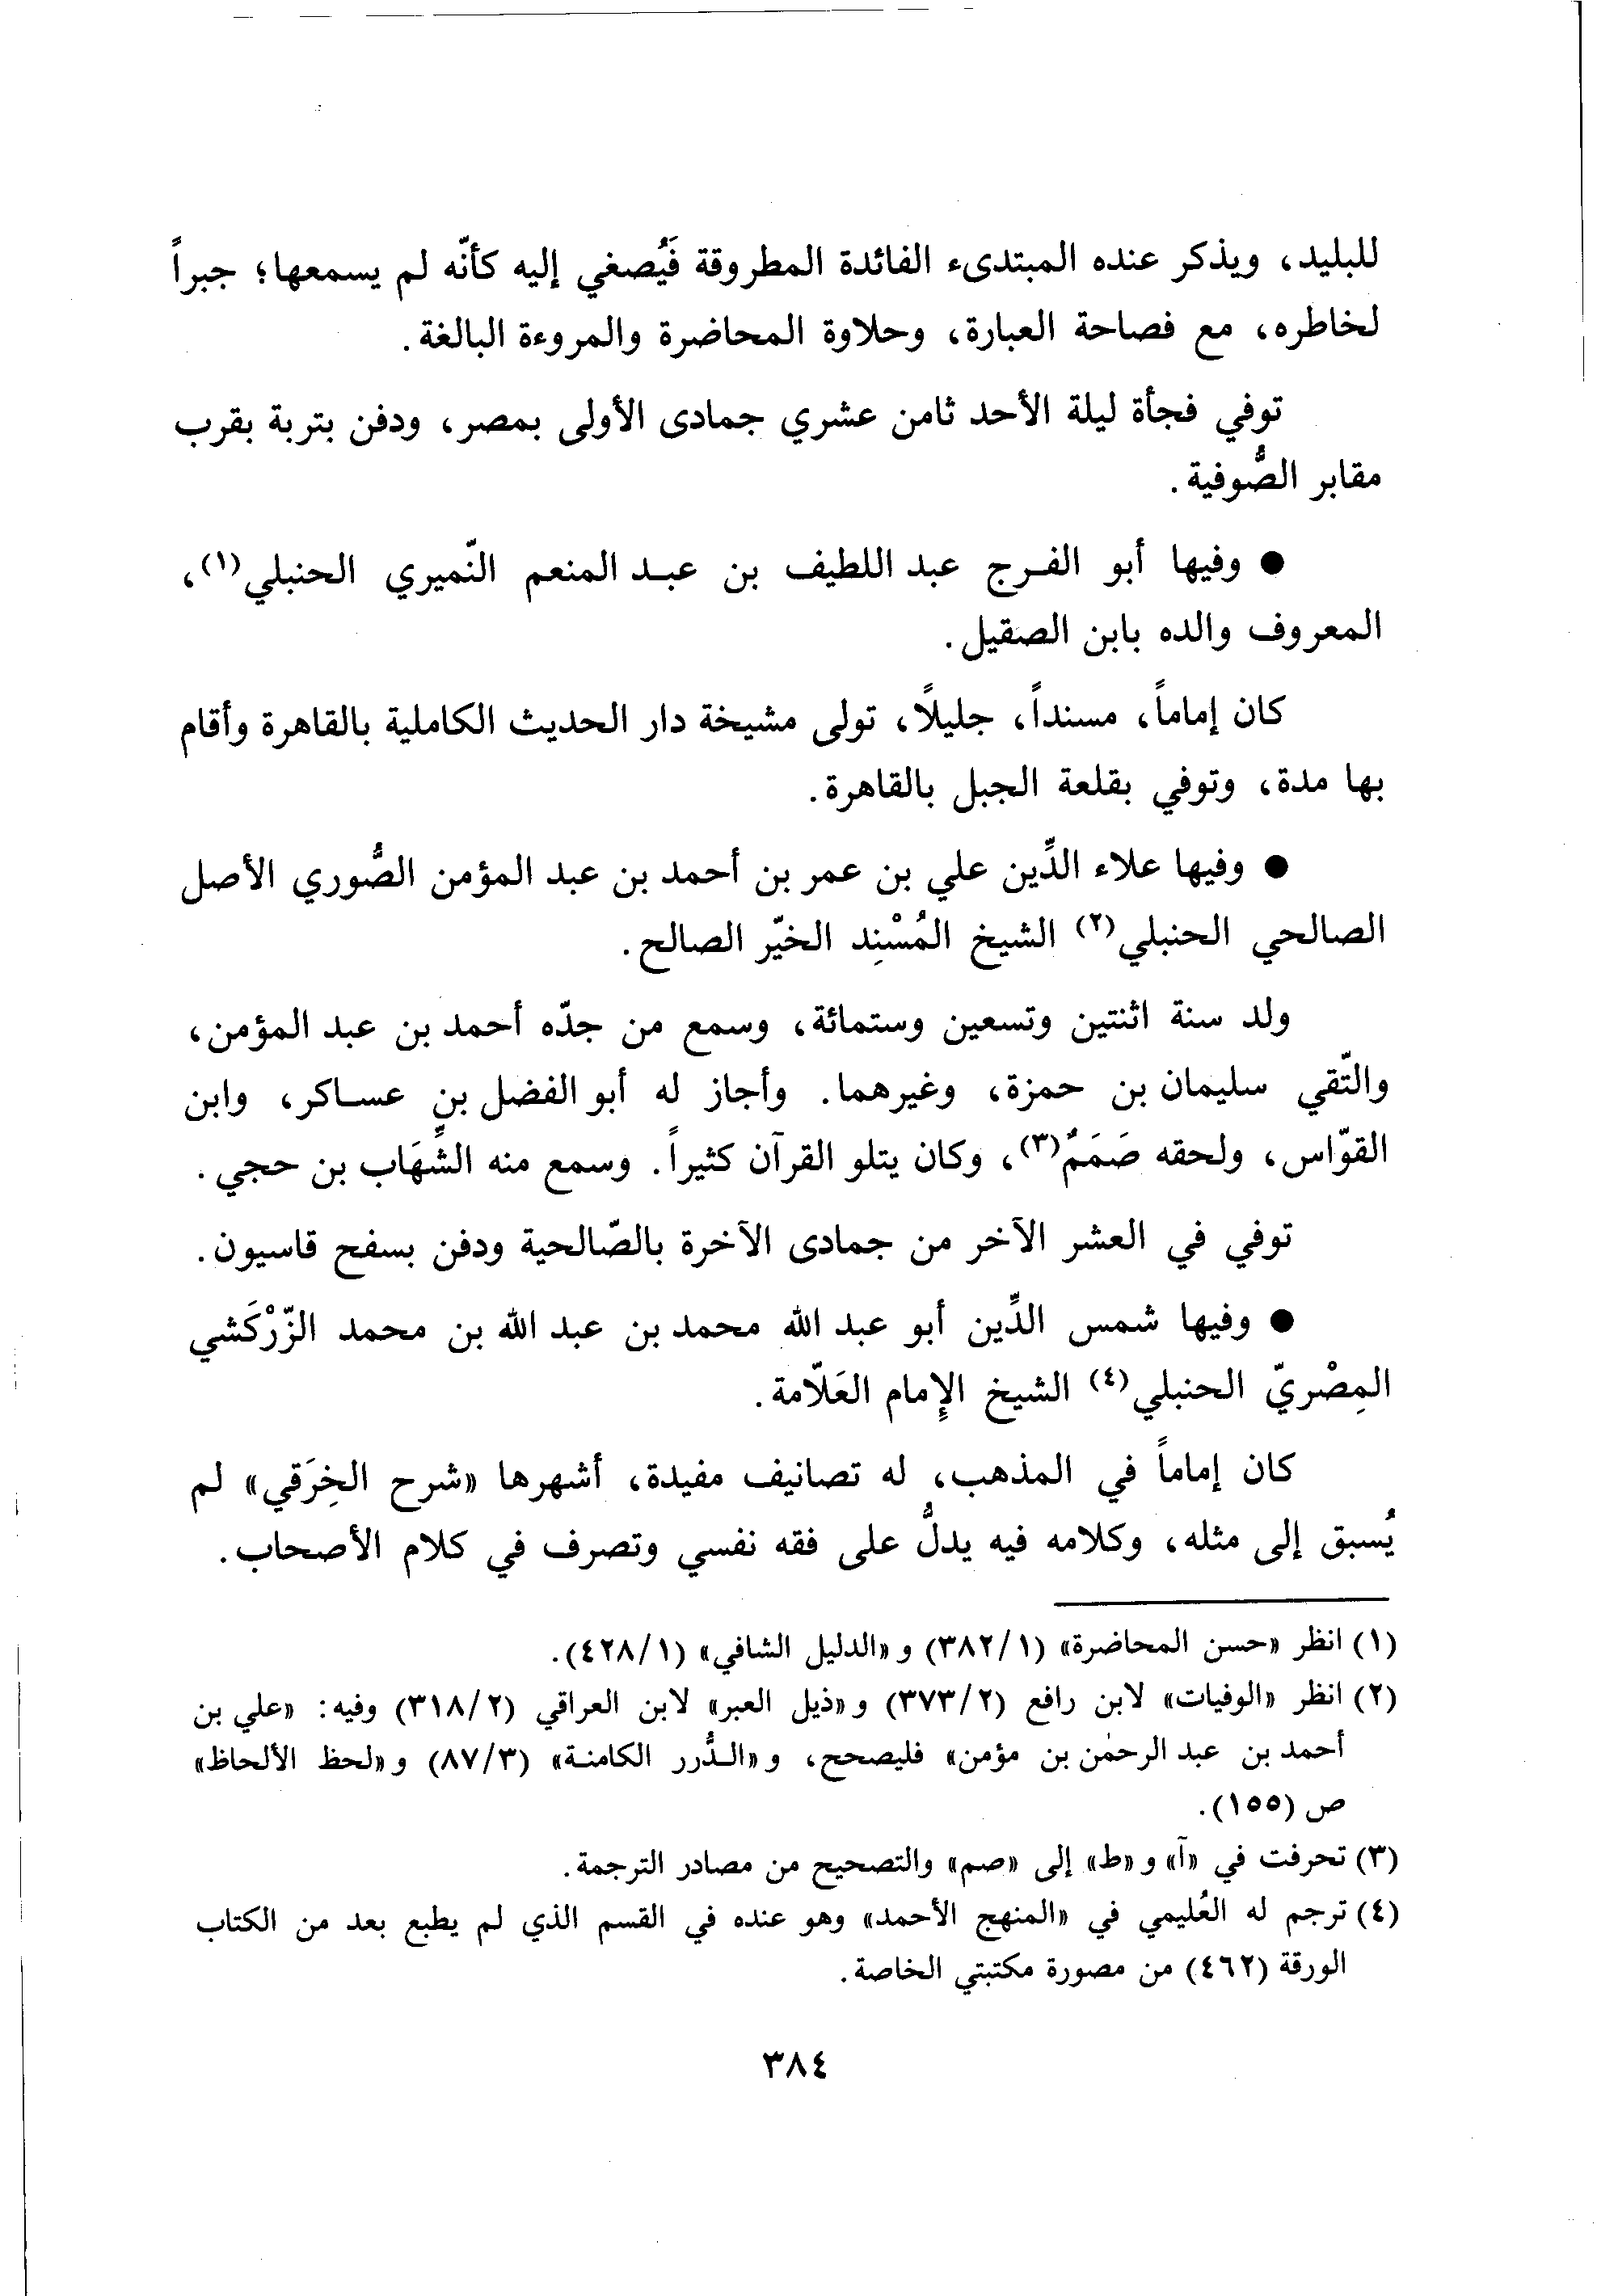 للبليد، ويذكر عنده المبتدىء الفائدة المطروقة فَيُصغي إليه كأنّه لم يسمعها؛ جبراً
لخاطره، مع فصاحة العبارة، وحلاوة المحاضرة والمروءة البالغة.
توفي فجأة ليلة الأحد ثامن عشري جمادى الأولى بمصر، ودفن بتربة بقرب
مقابر الصُّوفية.
● وفيها أبو الفرج عبد اللطيف بن عبد المنعم النّميري الحنبلي(١)،
المعروف والده بابن الصقيل.
كان إماماً، مسنداً، جليلاً، تولى مشيخة دار الحديث الكاملية بالقاهرة وأقام
بها مدة، وتوفي بقلعة الجبل بالقاهرة.
● وفيها علاء الدِّين علي بن عمر بن أحمد بن عبد المؤمن الصُّوري الأصل
الصالحي الحنبلي(٢) الشيخ المُسْنِد الخيّر الصالح.
ولد سنة اثنتين وتسعين وستمائة، وسمع من جدّه أحمد بن عبد المؤمن،
والتّقي سليمان بن حمزة، وغيرهما. وأجاز له أبو الفضل بن عساكر، وابن
القوّاس، ولحقه صَمَمٌ(٣)، وكان يتلو القرآن كثيراً. وسمع منه الشِّهَاب بن حجي.
توفي في العشر الآخر من جمادى الآخرة بالصّالحية ودفن بسفح قاسيون.
● وفيها شمس الدِّين أبو عبد الله محمد بن عبد الله بن محمد الزّرْكَشي
المِصْريّ الحنبلي(٤) الشيخ الإِمام العَلاّمة.
كان إماماً في المذهب، له تصانيف مفيدة، أشهرها «شرح الخِرَقي» لم
يُسبق إلى مثله، وكلامه فيه يدلُّ على فقه نفسي وتصرف في كلام الأصحاب.
(١) انظر «حسن المحاضرة» (٣٨٢/١) و«الدليل الشافي» (٤٢٨/١).
(٢) انظر «الوفيات» لابن رافع (٣٧٣/٢) و«ذيل العبر» لابن العراقي (٣١٨/٢) وفيه: «علي بن
أحمد بن عبد الرحمٰن بن مؤمن» فليصحح، و«الدُّرر الكامنة» (٨٧/٣) و«لحظ الألحاظ»
ص (١٥٥).
(٣) تحرفت في «آ» و«ط» إلى «صم» والتصحيح من مصادر الترجمة.
(٤) ترجم له العُليمي في «المنهج الأحمد» وهو عنده في القسم الذي لم يطبع بعد من الكتاب
الورقة (٤٦٢) من مصورة مكتبتي الخاصة.
٣٨٤